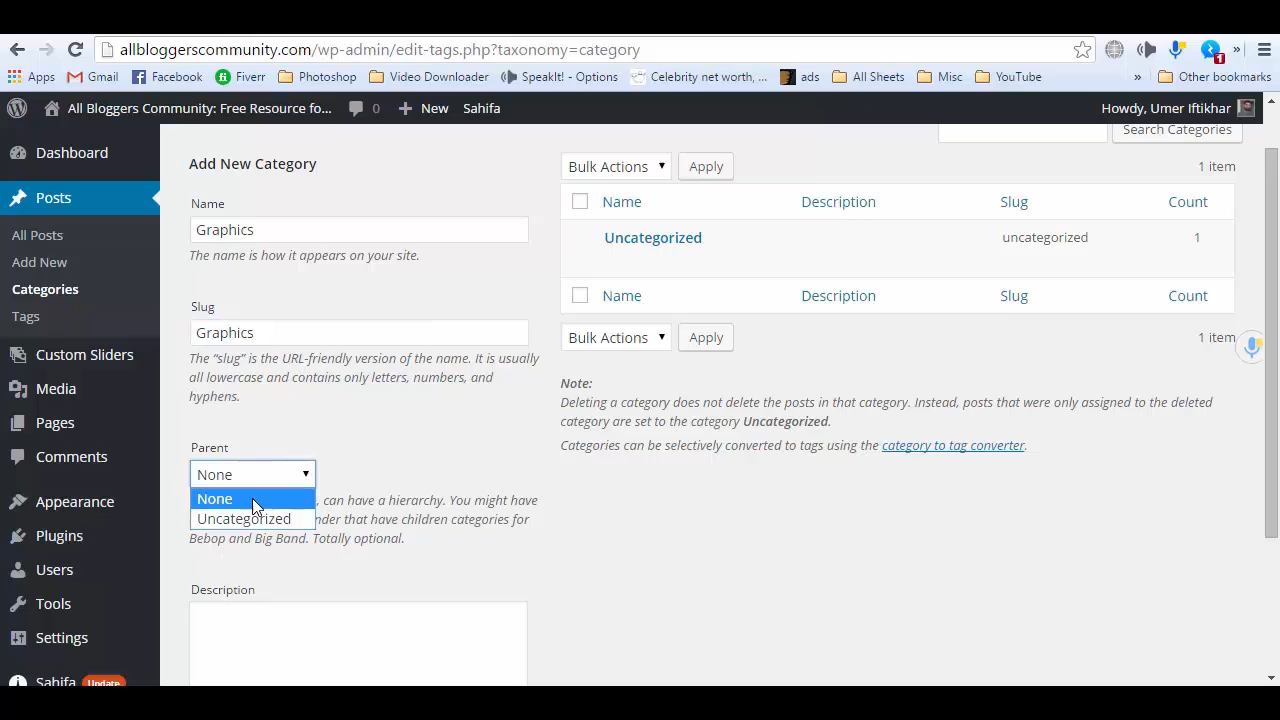 allbloggerscommunity.com/wp-admin/edit-tags.php?taxonomy=category
Apps Gmail Facebook Fiverr Photoshop Video Downloader SpeakIt! - Options Celebrity net worth, ... ads All Sheets Misc YouTube » Other bookmarks
All Bloggers Community: Free Resource fo... 0 New Sahifa Howdy, Umer Iftikhar
Dashboard
Posts
All Posts
Add New
Categories
Tags
Custom Sliders
Media
Pages
Comments
Appearance
Plugins
Users
Tools
Settings
Sahifa Update
Add New Category
Name
Graphics
The name is how it appears on your site.
Slug
Graphics
The “slug” is the URL-friendly version of the name. It is usually
all lowercase and contains only letters, numbers, and
hyphens.
Parent
None
None
Uncategorized
, can have a hierarchy. You might have
nder that have children categories for
Bebop and Big Band. Totally optional.
Description
Search Categories
Bulk Actions Apply 1 item
Name Description Slug Count
Uncategorized uncategorized 1
Name Description Slug Count
Bulk Actions Apply 1 item
Note:
Deleting a category does not delete the posts in that category. Instead, posts that were only assigned to the deleted
category are set to the category Uncategorized.
Categories can be selectively converted to tags using the category to tag converter.